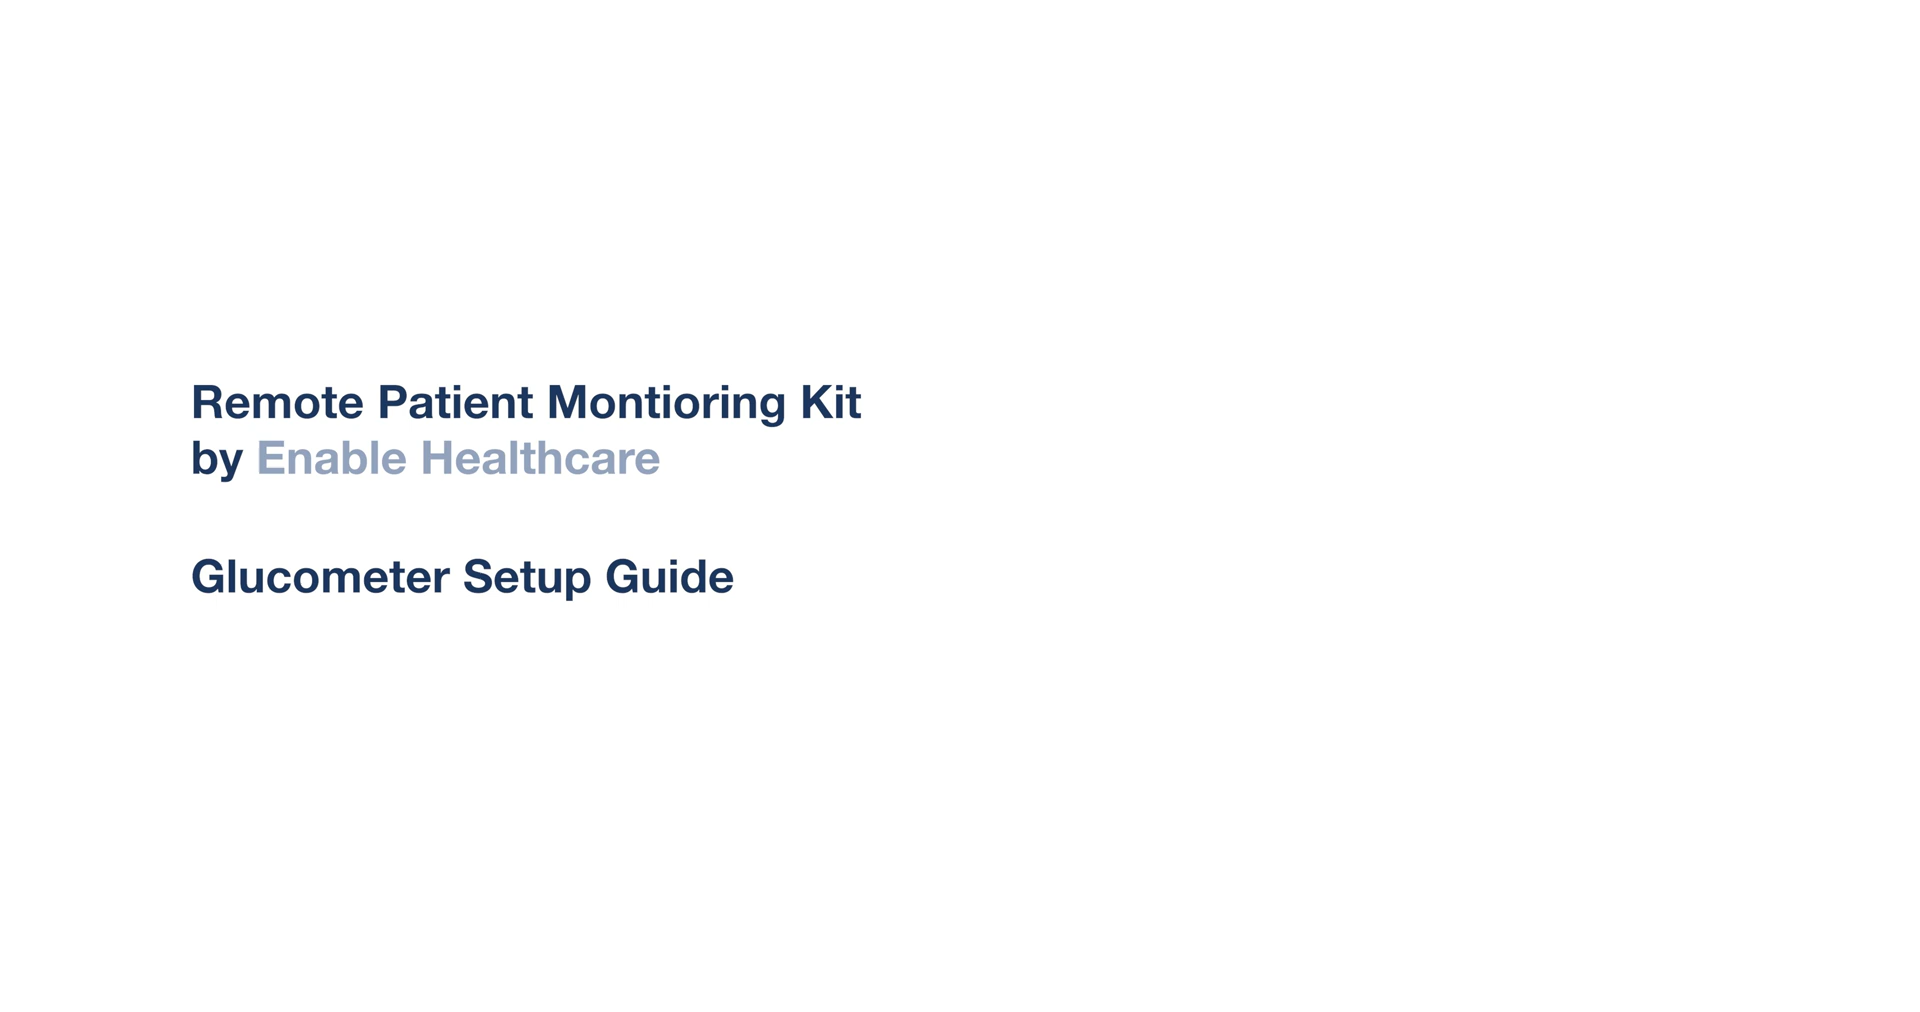 Remote Patient Montioring Kit
by Enable Healthcare
Glucometer Setup Guide